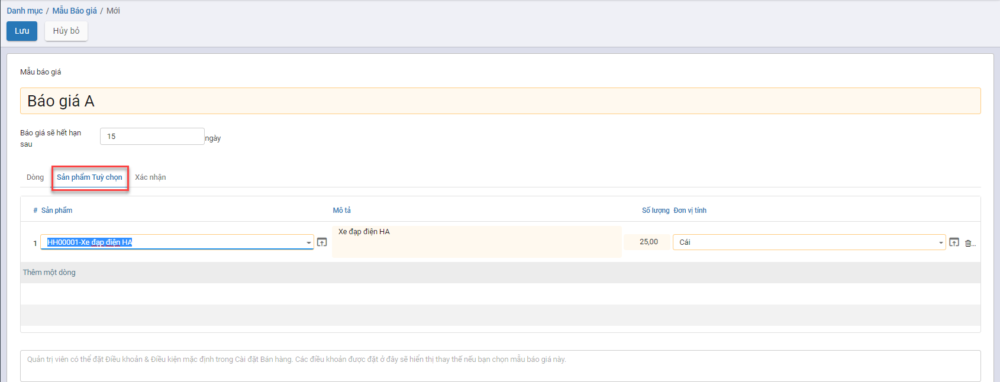 Danh mục / Mẫu Báo giá / Mới
Lưu Hủy bỏ
Mẫu báo giá
Báo giá A
Báo giá sẽ hết hạn
sau
15 ngày
Dòng Sản phẩm Tuỳ chọn Xác nhận
# Sản phẩm Mô tả Số lượng Đơn vị tính
1 HH00001-Xe đạp điện HA Xe đạp điện HA 25,00 Cái ...
Thêm một dòng
Quản trị viên có thể đặt Điều khoản & Điều kiện mặc định trong Cài đặt Bán hàng. Các điều khoản được đặt ở đây sẽ hiển thị thay thế nếu bạn chọn mẫu báo giá này.